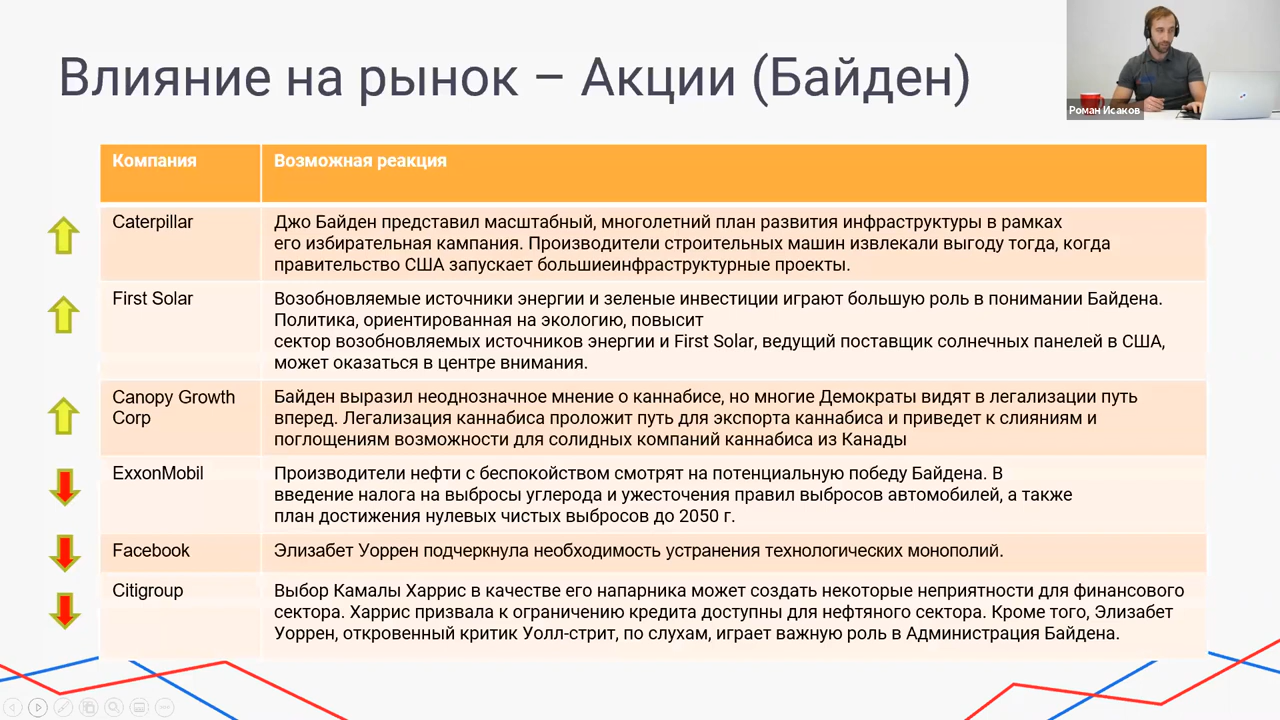 Влияние на рынок – Акции (Байден)
Роман Исаков
Компания
Возможная реакция
Caterpillar
Джо Байден представил масштабный, многолетний план развития инфраструктуры в рамках
его избирательная кампания. Производители строительных машин извлекали выгоду тогда, когда
правительство США запускает большиеинфраструктурные проекты.
First Solar
Возобновляемые источники энергии и зеленые инвестиции играют большую роль в понимании Байдена.
Политика, ориентированная на экологию, повысит
сектор возобновляемых источников энергии и First Solar, ведущий поставщик солнечных панелей в США,
может оказаться в центре внимания.
Canopy Growth
Corp
Байден выразил неоднозначное мнение о каннабисе, но многие Демократы видят в легализации путь
вперед. Легализация каннабиса проложит путь для экспорта каннабиса и приведет к слияниям и
поглощениям возможности для солидных компаний каннабиса из Канады
ExxonMobil
Производители нефти с беспокойством смотрят на потенциальную победу Байдена. В
введение налога на выбросы углерода и ужесточения правил выбросов автомобилей, а также
план достижения нулевых чистых выбросов до 2050 г.
Facebook
Элизабет Уоррен подчеркнула необходимость устранения технологических монополий.
Citigroup
Выбор Камалы Харрис в качестве его напарника может создать некоторые неприятности для финансового
сектора. Харрис призвала к ограничению кредита доступны для нефтяного сектора. Кроме того, Элизабет
Уоррен, откровенный критик Уолл-стрит, по слухам, играет важную роль в Администрация Байдена.